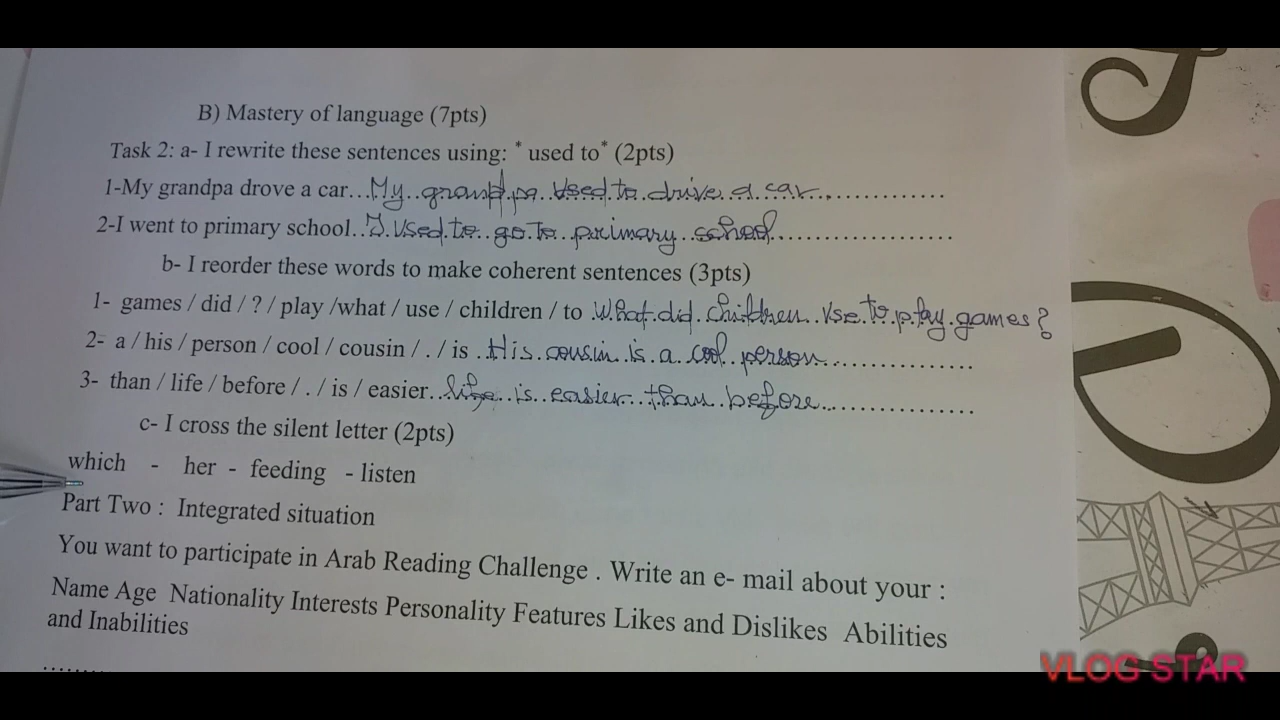 B) Mastery of language (7pts)
Task 2: a- I rewrite these sentences using: * used to* (2pts)
1-My grandpa drove a car...My grandpa used to drive a car................
2-I went to primary school..I used to go to primary school......................
b- I reorder these words to make coherent sentences (3pts)
1- games / did / ? / play /what / use / children / to .What did children use to play games?
2- a / his / person / cool / cousin / . / is .His cousin is a cool person..................
3- than / life / before / . / is / easier..life is easier than before...................
c- I cross the silent letter (2pts)
which - her - feeding - listen
Part Two : Integrated situation
You want to participate in Arab Reading Challenge . Write an e- mail about your :
Name Age Nationality Interests Personality Features Likes and Dislikes Abilities
and Inabilities
........
VLOG STAR